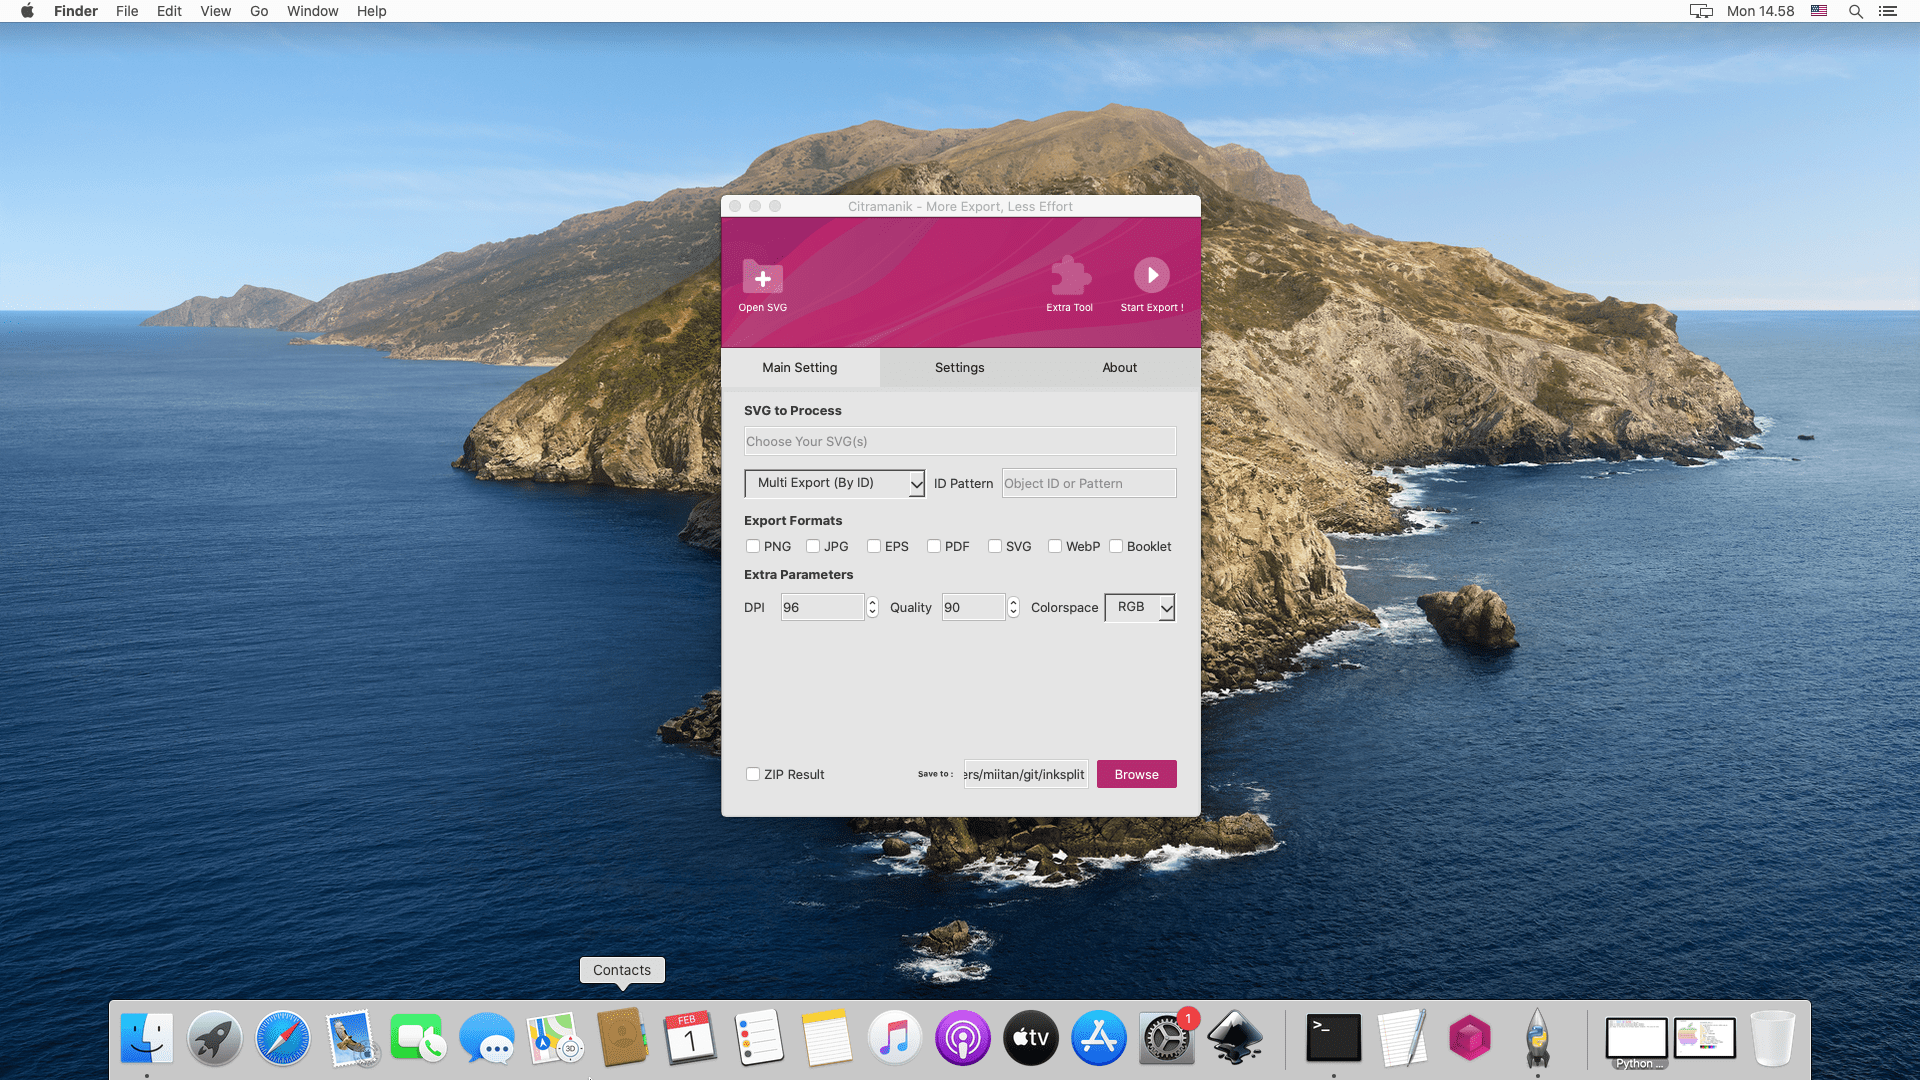 Finder File Edit View Go Window Help
Mon 14.58
Citramanik - More Export, Less Effort
Open SVG
Extra Tool
Start Export !
Main Setting
Settings
About
SVG to Process
Choose Your SVG(s)
Multi Export (By ID)
ID Pattern
Object ID or Pattern
Export Formats
PNG JPG EPS PDF SVG WebP Booklet
Extra Parameters
DPI 96 Quality 90 Colorspace RGB
ZIP Result
Save to :
ers/miitan/git/inksplit
Browse
Contacts
FEB
1
3D
tv
1
>_
Python ...